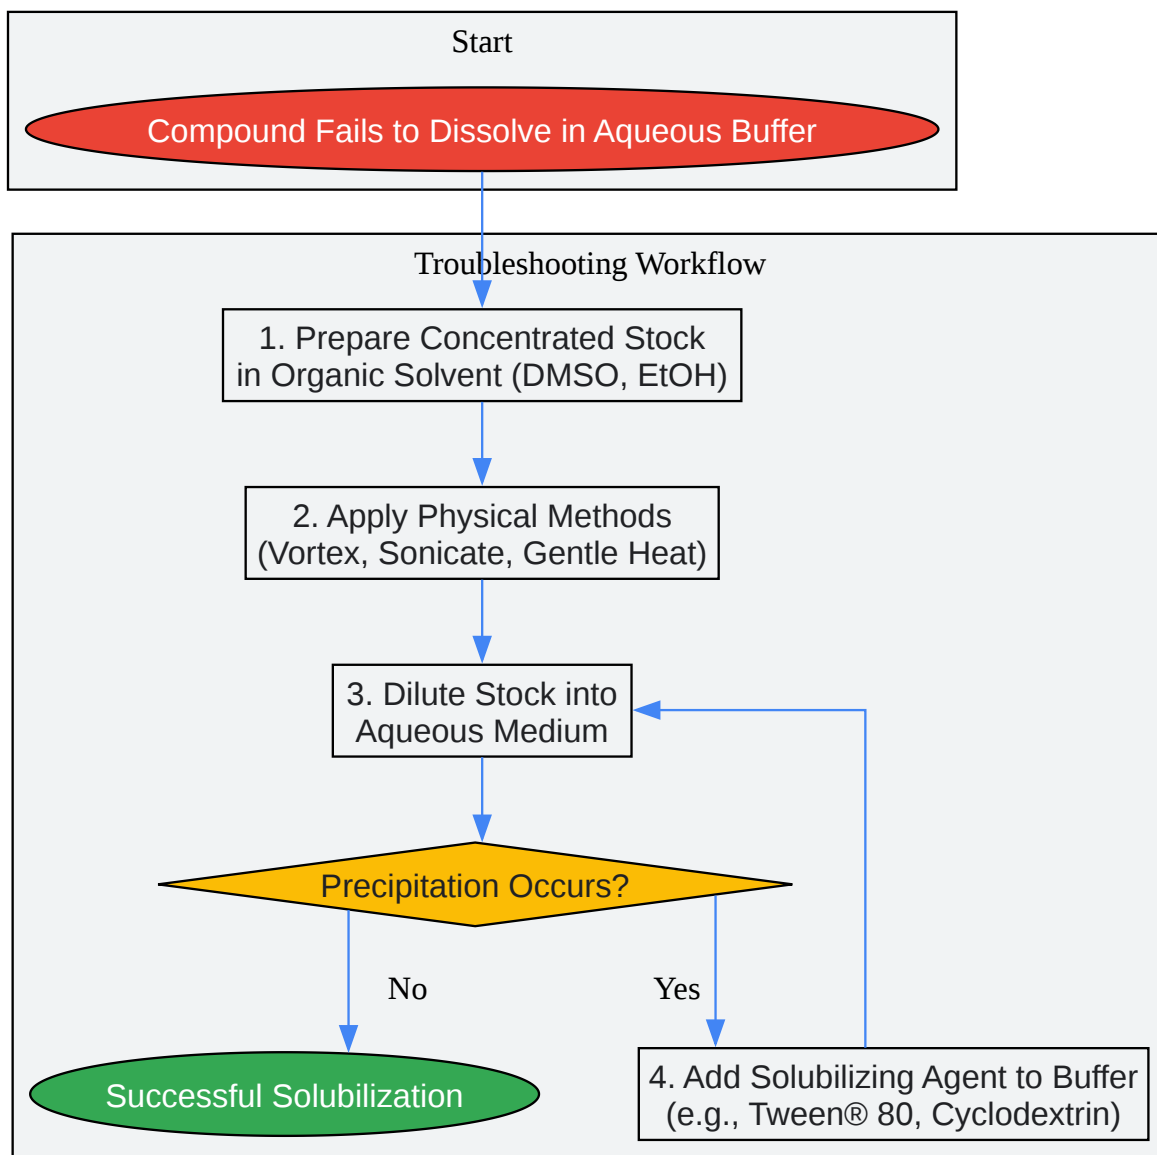 Start
Compound Fails to Dissolve in Aqueous Buffer
Troubleshooting Workflow
1. Prepare Concentrated Stock
in Organic Solvent (DMSO, EtOH)
2. Apply Physical Methods
(Vortex, Sonicate, Gentle Heat)
3. Dilute Stock into
Aqueous Medium
Precipitation Occurs?
No
Yes
Successful Solubilization
4. Add Solubilizing Agent to Buffer
(e.g., Tween® 80, Cyclodextrin)